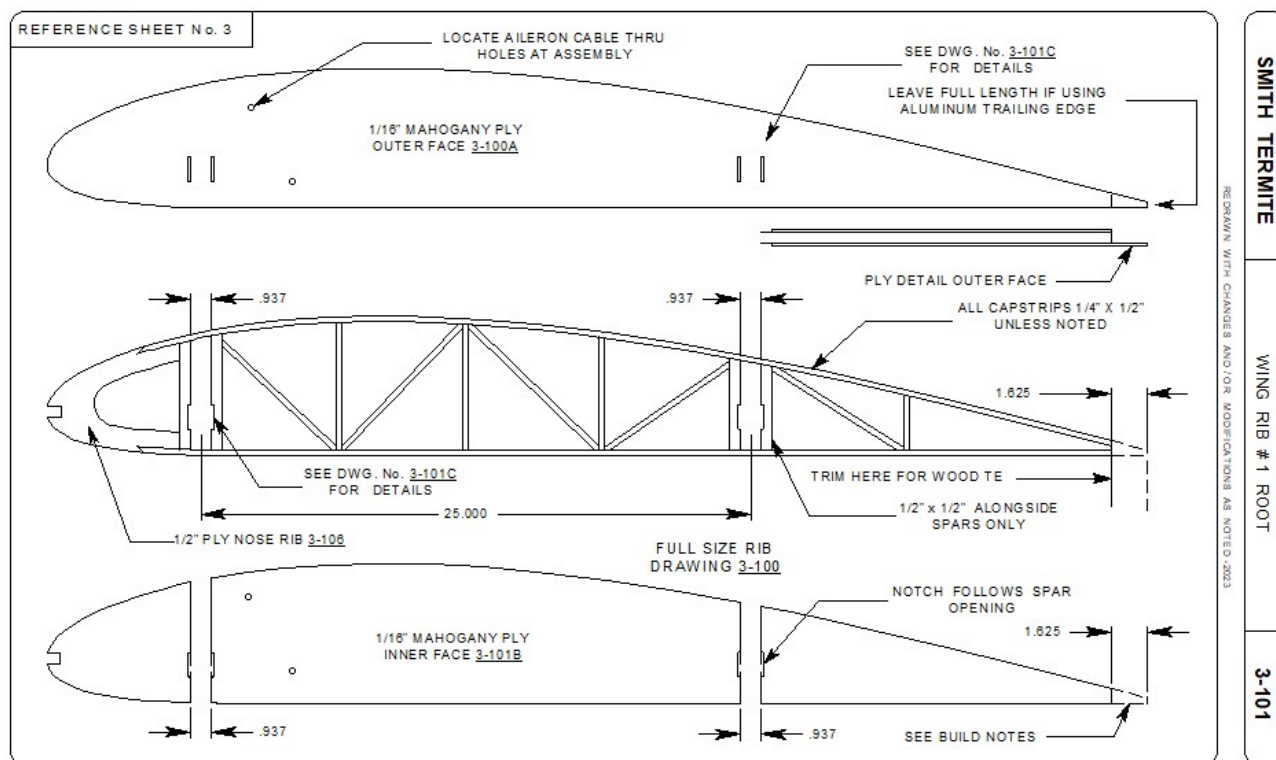 REFERENCE SHEET No. 3
LOCATE AILERON CABLE THRU
HOLES AT ASSEMBLY
SEE DWG. No. 3-101C
FOR DETAILS
LEAVE FULL LENGTH IF USING
ALUMINUM TRAILING EDGE
1/16" MAHOGANY PLY
OUTER FACE 3-100A
PLY DETAIL OUTER FACE
.937
.937
ALL CAPSTRIPS 1/4" X 1/2"
UNLESS NOTED
1.625
SEE DWG. No. 3-101C
FOR DETAILS
TRIM HERE FOR WOOD TE
25.000
1/2" x 1/2" ALONGSIDE
SPARS ONLY
1/2" PLY NOSE RIB 3-106
FULL SIZE RIB
DRAWING 3-100
NOTCH FOLLOWS SPAR
OPENING
1/16" MAHOGANY PLY
INNER FACE 3-101B
1.625
.937
.937
SEE BUILD NOTES
REDRAWN WITH CHANGES AND/OR MODIFICATIONS AS NOTED -2023
SMITH TERMITE
WING RIB # 1 ROOT
3-101